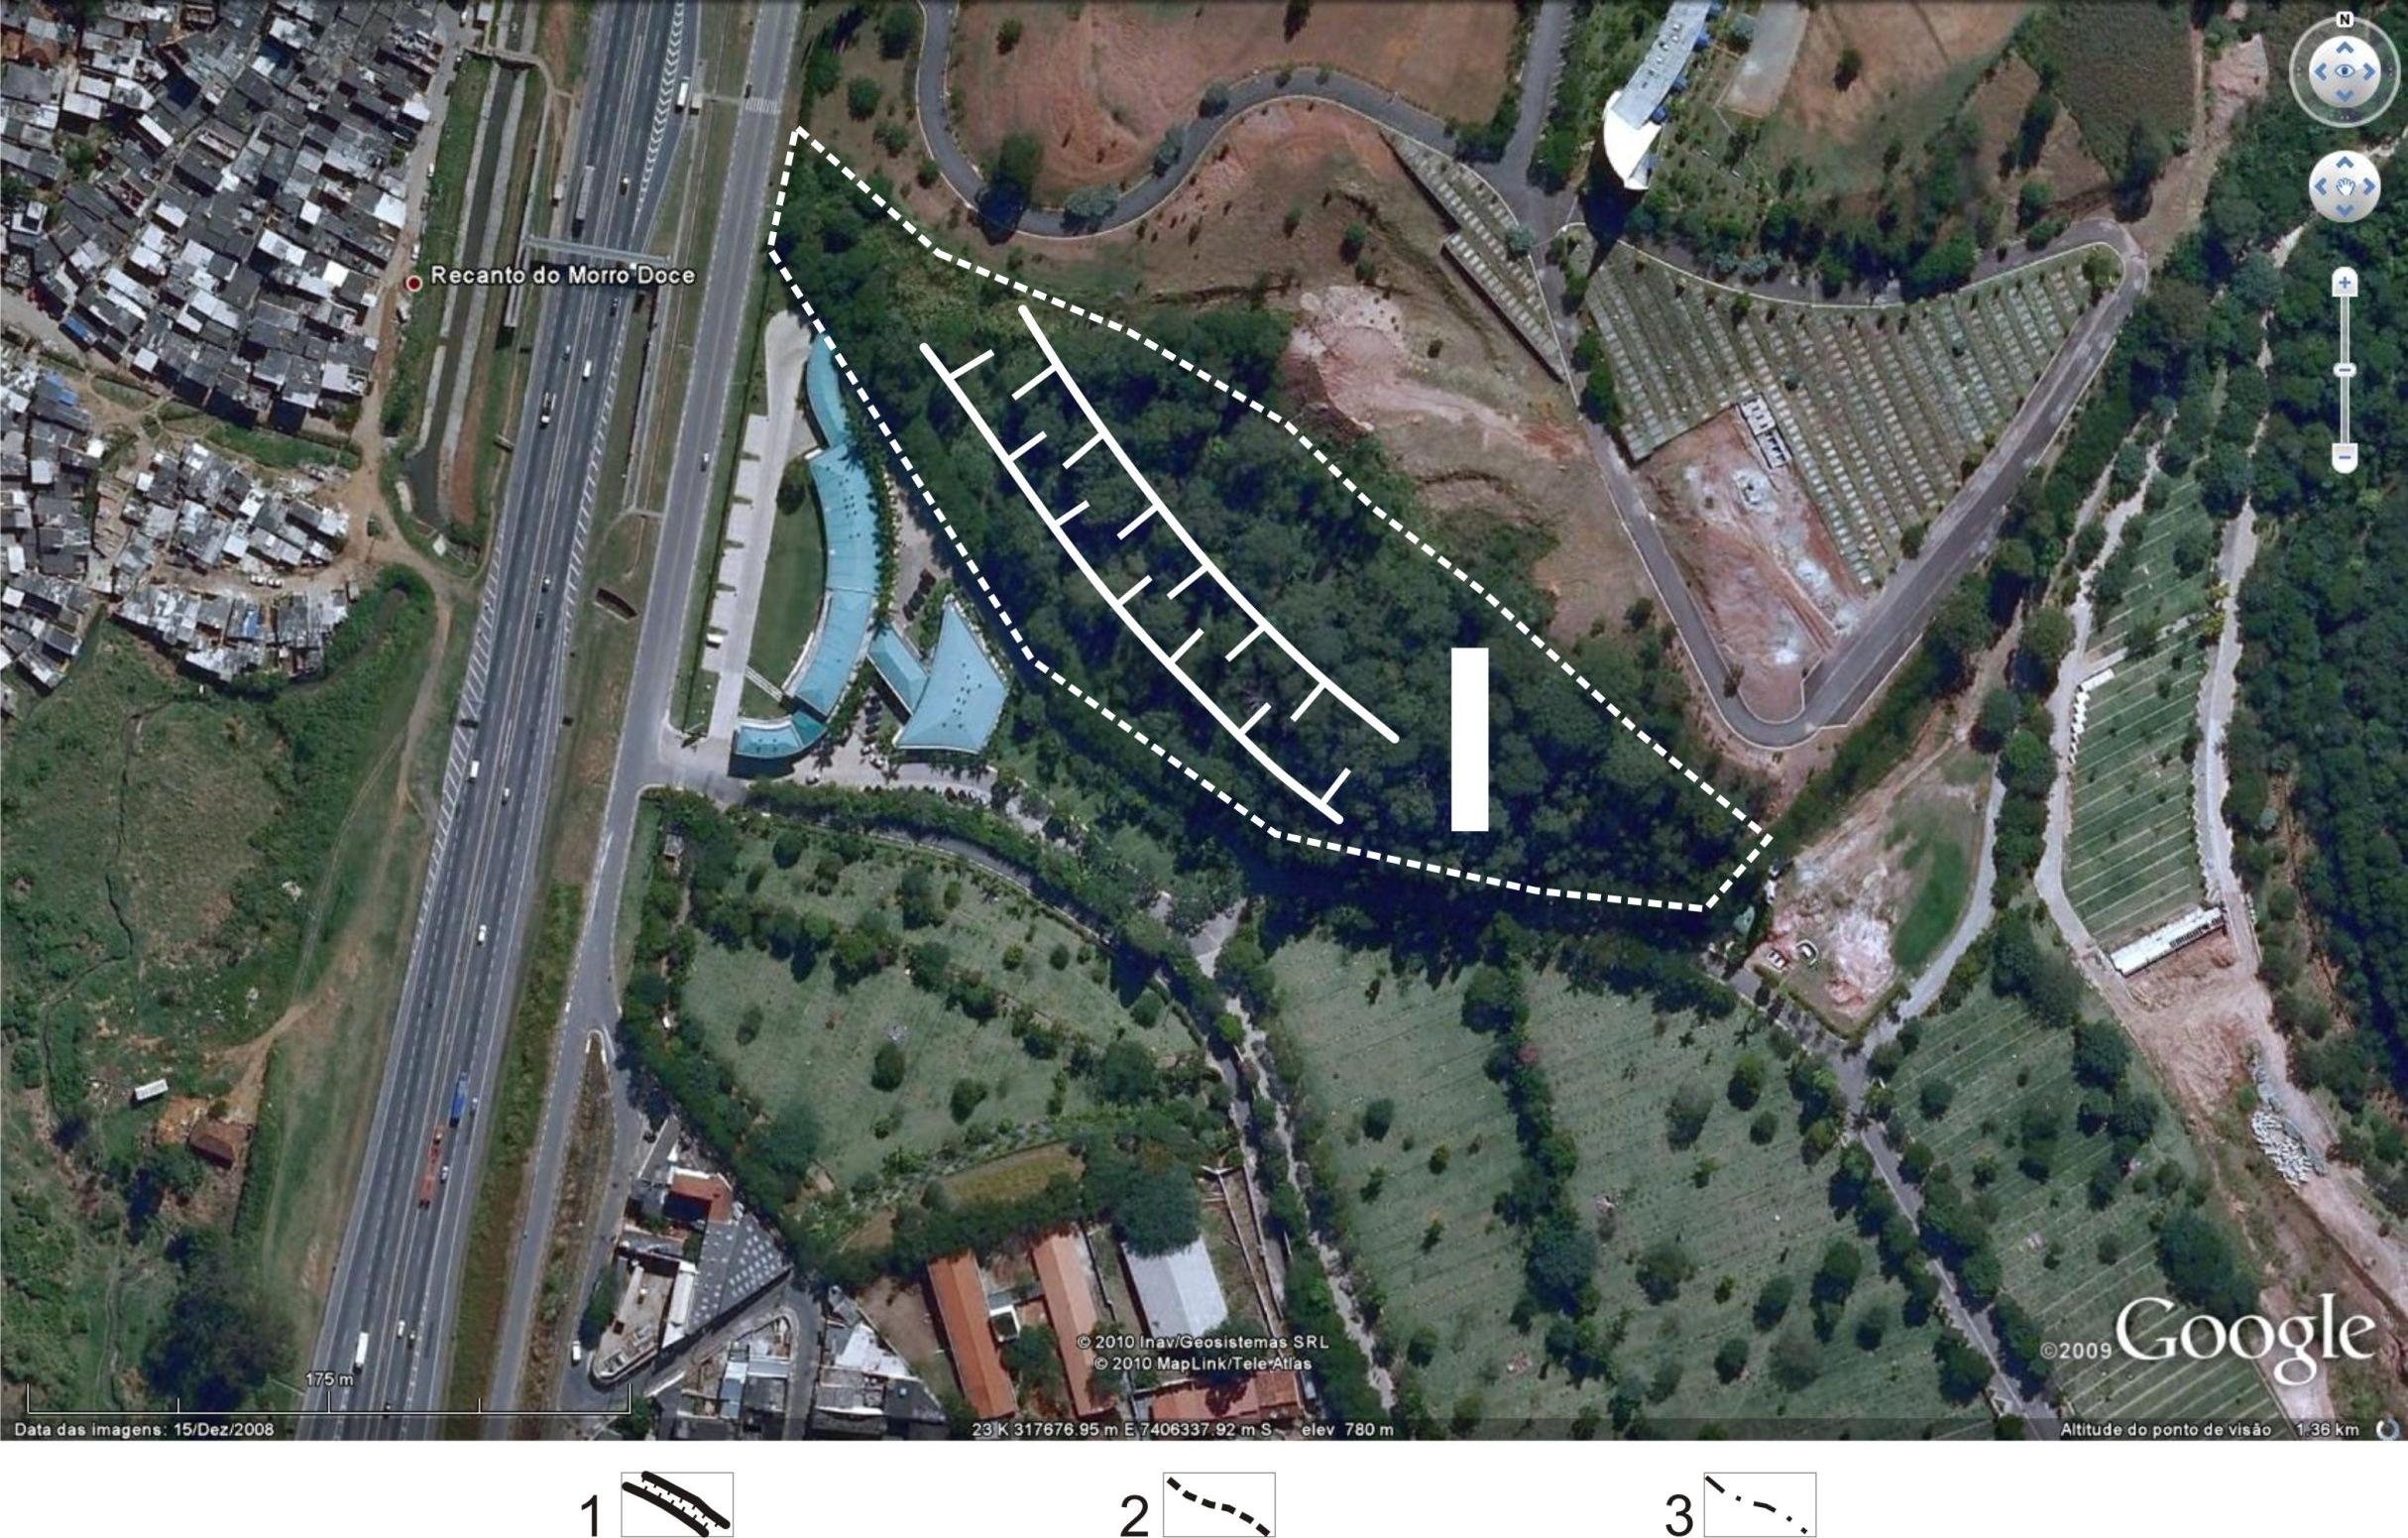 N
Recanto do Morro Doce
© 2010 Inav/Geosistemas SRL
© 2010 MapLink/Tele Atlas
©2009 Google
175 m
Data das imagens: 15/Dez/2008
23 K 317676.95 m E 7406337.92 m S elev 780 m
Altitude do ponto de visão 1.36 km
1
2
3